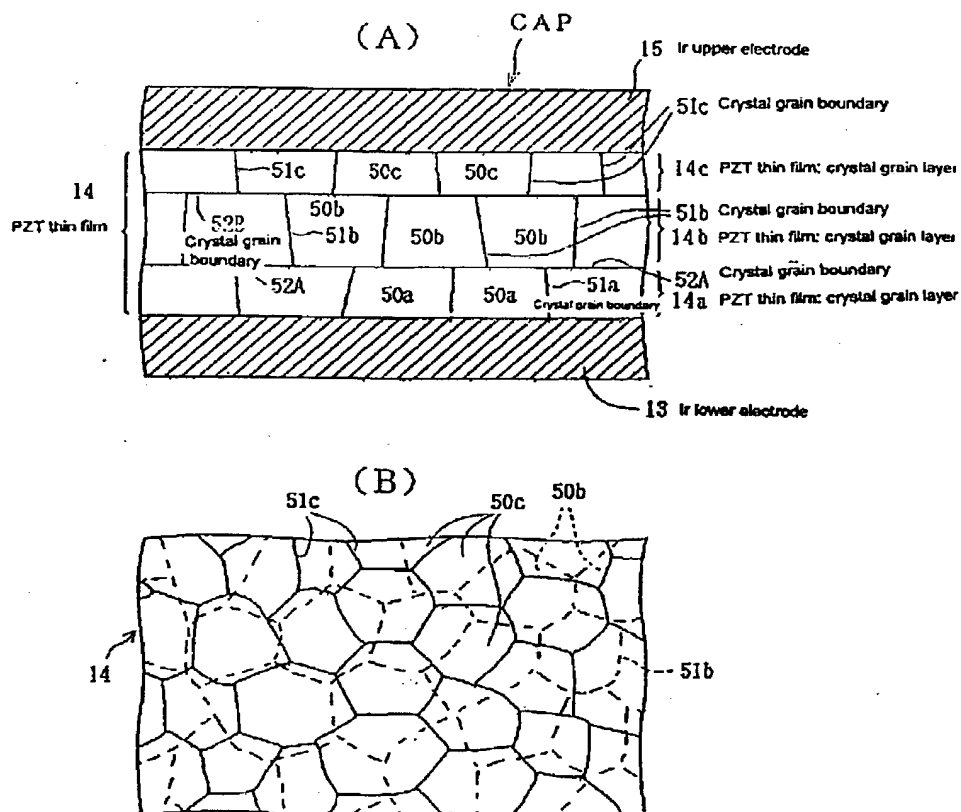 (A)
CAP
15 Ir upper electrode
51c Crystal grain boundary
51c 50c 50c
14c PZT thin film: crystal grain layer
14
PZT thin film
52B
Crystal grain boundary
50b
51b
50b
50b
51b Crystal grain boundary
14b PZT thin film: crystal grain layer
52A Crystal grain boundary
52A
50a
50a
51a
Crystal grain boundary
14a PZT thin film: crystal grain layer
13 Ir lower electrode
(B)
51c
50c
50b
14
51b